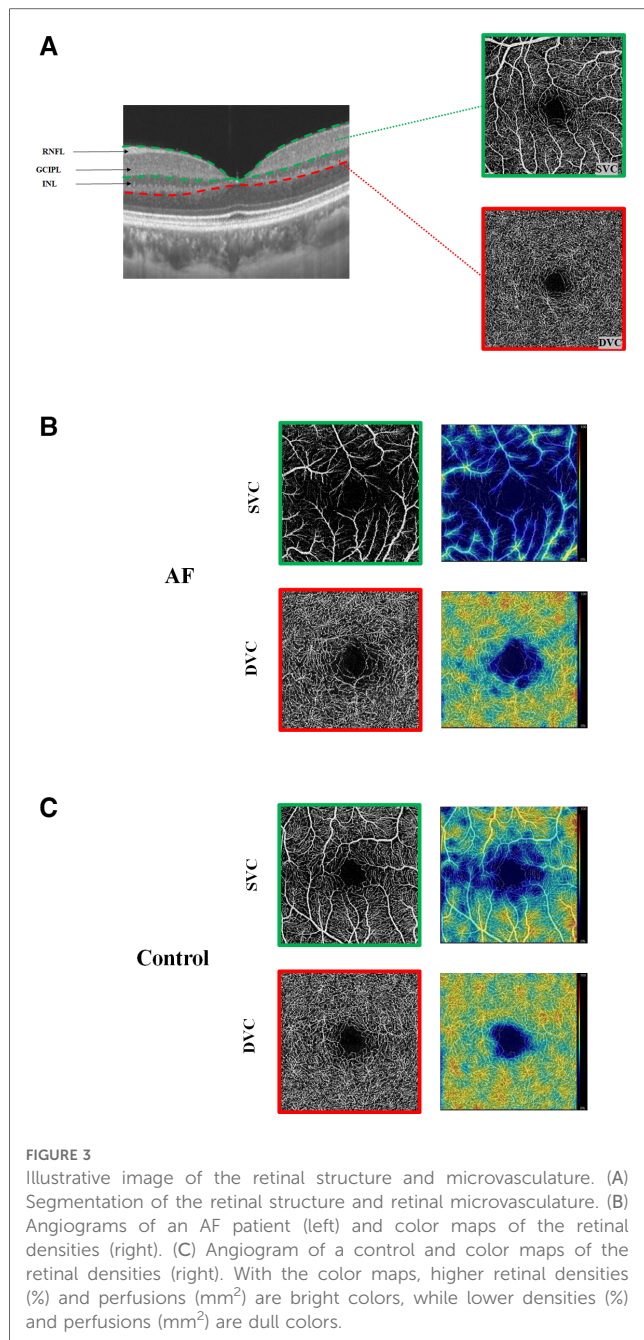 A
RNFL
GCIPL
INL
SVC
DVC
B
SVC
AF
DVC
C
SVC
Control
DVC
FIGURE 3
Illustrative image of the retinal structure and microvasculature. (A)
Segmentation of the retinal structure and retinal microvasculature. (B)
Angiograms of an AF patient (left) and color maps of the retinal
densities (right). (C) Angiogram of a control and color maps of the
retinal densities (right). With the color maps, higher retinal densities
(%) and perfusions (mm²) are bright colors, while lower densities (%)
and perfusions (mm²) are dull colors.